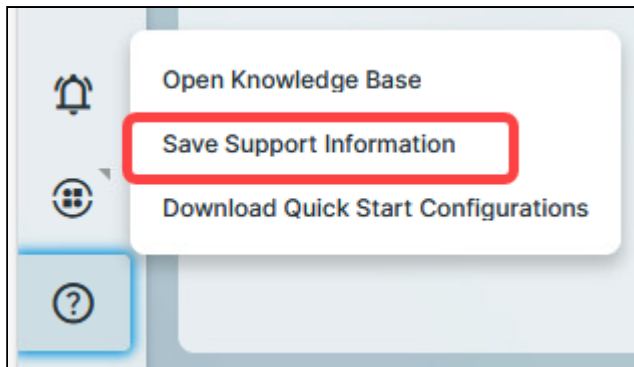 Open Knowledge Base
Save Support Information
Download Quick Start Configurations